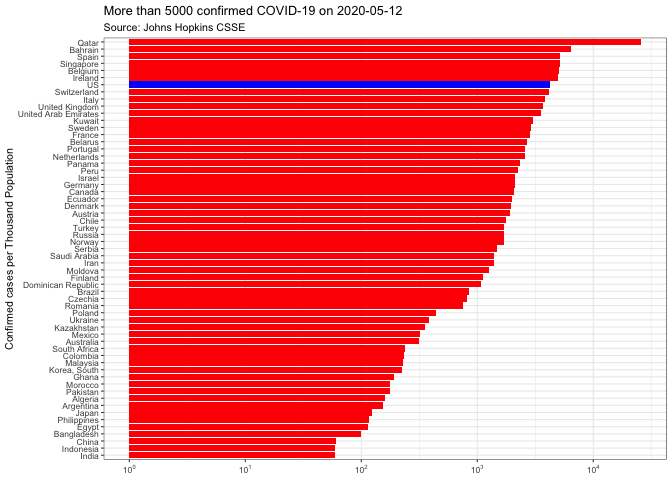 More than 5000 confirmed COVID-19 on 2020-05-12
Source: Johns Hopkins CSSE
Confirmed cases per Thousand Population
Qatar
Bahrain
Spain
Singapore
Belgium
Ireland
US
Switzerland
Italy
United Kingdom
United Arab Emirates
Kuwait
Sweden
France
Belarus
Portugal
Netherlands
Panama
Peru
Israel
Germany
Canada
Ecuador
Denmark
Austria
Chile
Turkey
Russia
Norway
Serbia
Saudi Arabia
Iran
Moldova
Finland
Dominican Republic
Brazil
Czechia
Romania
Poland
Ukraine
Kazakhstan
Mexico
Australia
South Africa
Colombia
Malaysia
Korea, South
Ghana
Morocco
Pakistan
Algeria
Argentina
Japan
Philippines
Egypt
Bangladesh
China
Indonesia
India
10⁰ 10¹ 10² 10³ 10⁴